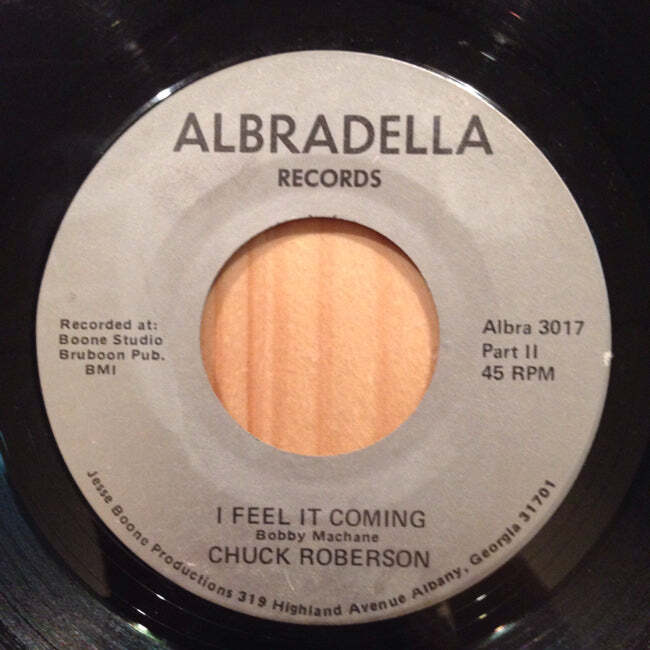 ALBRADELLA
RECORDS
Recorded at:
Boone Studio
Bruboon Pub.
BMI
Albra 3017
Part II
45 RPM
I FEEL IT COMING
Bobby Machane
CHUCK ROBERSON
Jesse Boone Productions 319 Highland Avenue Albany, Georgia 31701